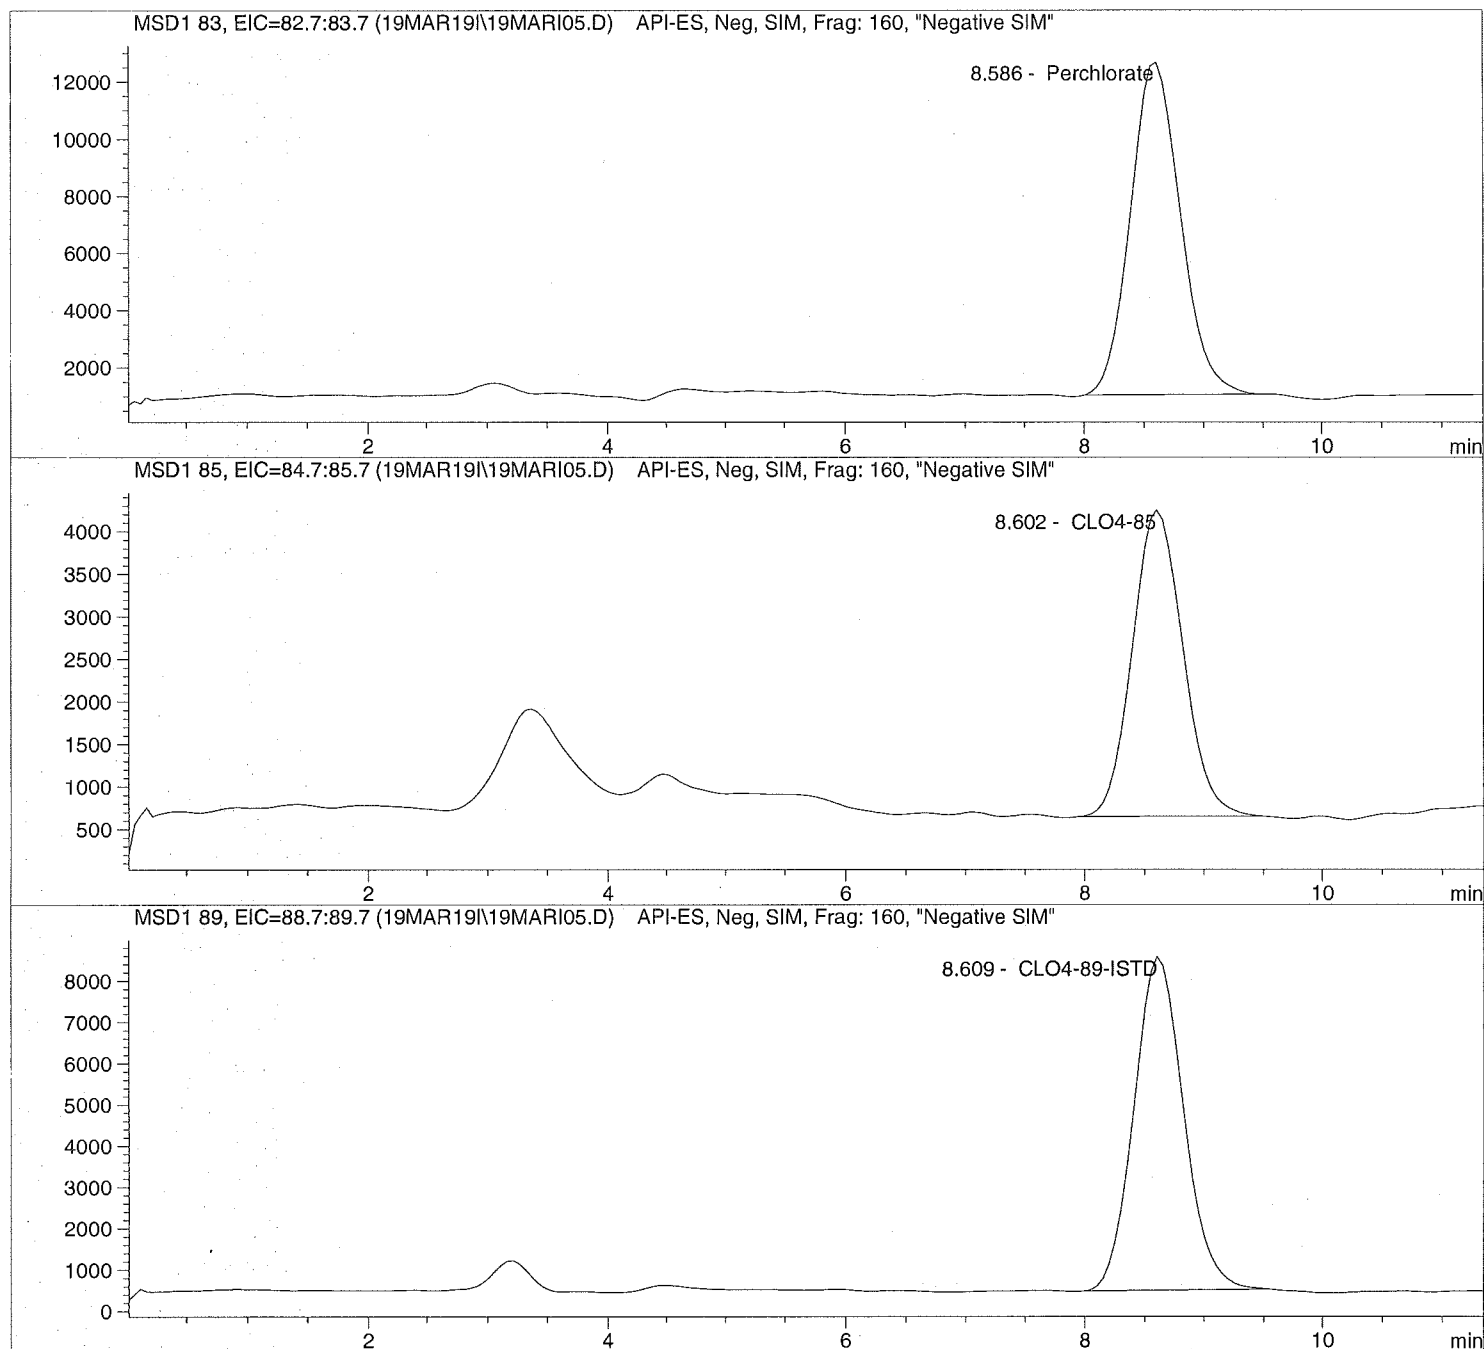 MSD1 83, EIC=82.7:83.7 (19MAR19I\19MARI05.D) API-ES, Neg, SIM, Frag: 160, "Negative SIM"
8.586 - Perchlorate
12000
10000
8000
6000
4000
2000
2 4 6 8 10 min
MSD1 85, EIC=84.7:85.7 (19MAR19I\19MARI05.D) API-ES, Neg, SIM, Frag: 160, "Negative SIM"
8.602 - CLO4-85
4000
3500
3000
2500
2000
1500
1000
500
2 4 6 8 10 min
MSD1 89, EIC=88.7:89.7 (19MAR19I\19MARI05.D) API-ES, Neg, SIM, Frag: 160, "Negative SIM"
8.609 - CLO4-89-ISTD
8000
7000
6000
5000
4000
3000
2000
1000
0
2 4 6 8 10 min